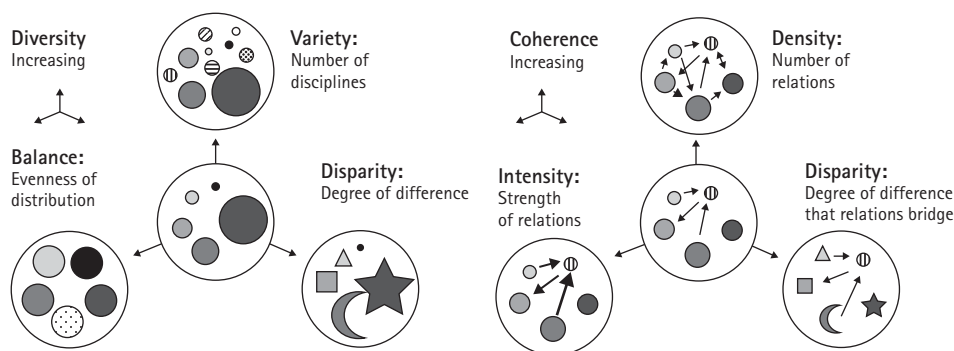 Diversity
Increasing
Variety:
Number of
disciplines
Balance:
Evenness of
distribution
Disparity:
Degree of difference
Coherence
Increasing
Density:
Number of
relations
Intensity:
Strength
of relations
Disparity:
Degree of difference
that relations bridge